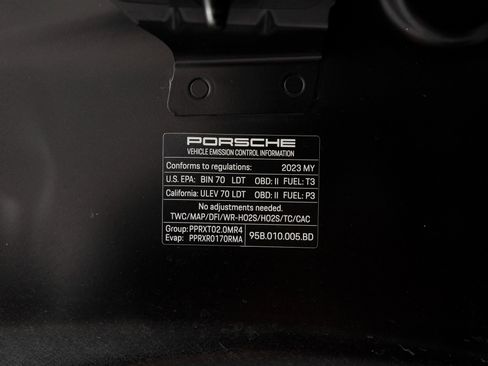 PORSCHE
VEHICLE EMISSION CONTROL INFORMATION
Conforms to regulations: 2023 MY
U.S. EPA: BIN 70 LDT OBD: II FUEL: T3
California: ULEV 70 LDT OBD: II FUEL: P3
No adjustments needed.
TWC/MAP/DFI/WR-HO2S/HO2S/TC/CAC
Group: PPRXT02.0MR4
Evap: PPRXR0170RMA
95B.010.005.BD